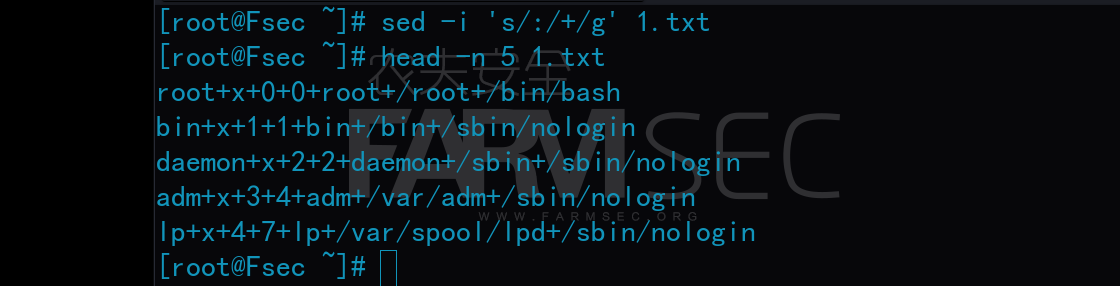 [root@Fsec ~]# sed -i 's/:/+/g' 1.txt
[root@Fsec ~]# head -n 5 1.txt
农夫安全
root+x+0+0+root+/root+/bin/bash
FARMSEC
bin+x+1+1+bin+/bin+/sbin/nologin
daemon+x+2+2+daemon+/sbin+/sbin/nologin
adm+x+3+4+adm+/var/adm+/sbin/nologin
WWW.FARMSEC.ORG
lp+x+4+7+lp+/var/spool/lpd+/sbin/nologin
[root@Fsec ~]#